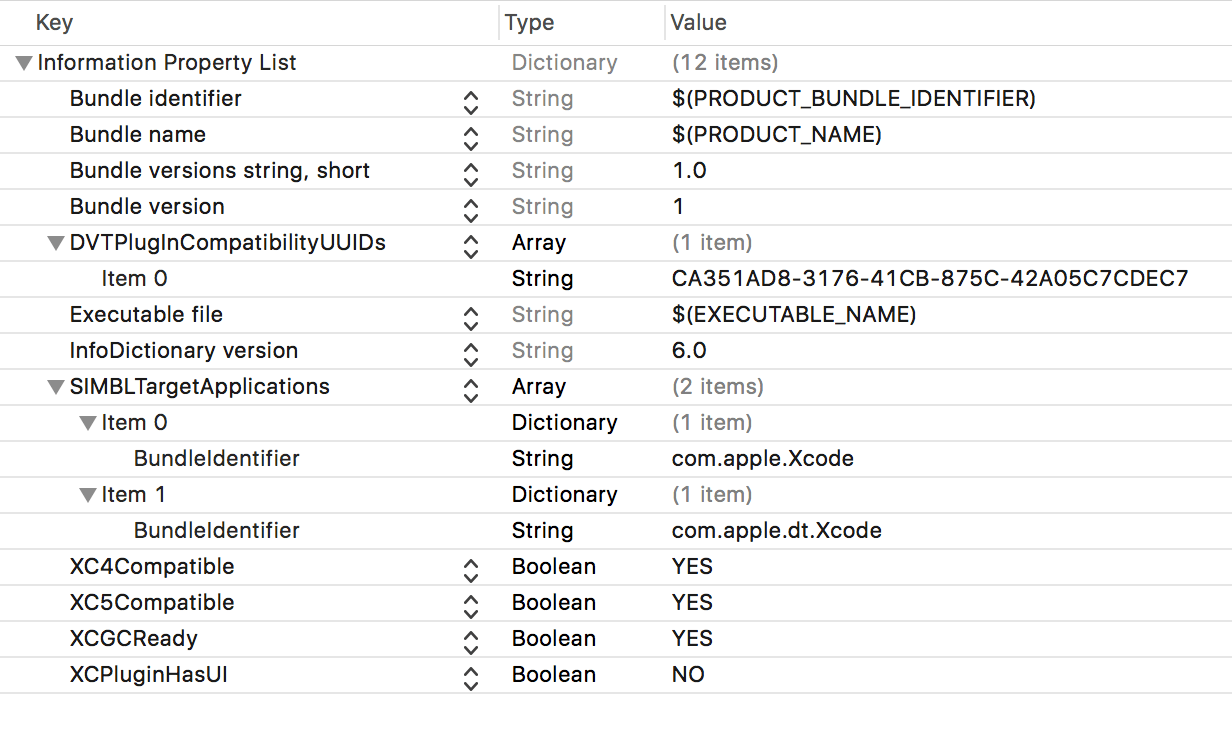 Key Type Value
Information Property List Dictionary (12 items)
Bundle identifier String $(PRODUCT_BUNDLE_IDENTIFIER)
Bundle name String $(PRODUCT_NAME)
Bundle versions string, short String 1.0
Bundle version String 1
DVTPlugInCompatibilityUUIDs Array (1 item)
Item 0 String CA351AD8-3176-41CB-875C-42A05C7CDEC7
Executable file String $(EXECUTABLE_NAME)
InfoDictionary version String 6.0
SIMBLTargetApplications Array (2 items)
Item 0 Dictionary (1 item)
BundleIdentifier String com.apple.Xcode
Item 1 Dictionary (1 item)
BundleIdentifier String com.apple.dt.Xcode
XC4Compatible Boolean YES
XC5Compatible Boolean YES
XCGCReady Boolean YES
XCPluginHasUI Boolean NO